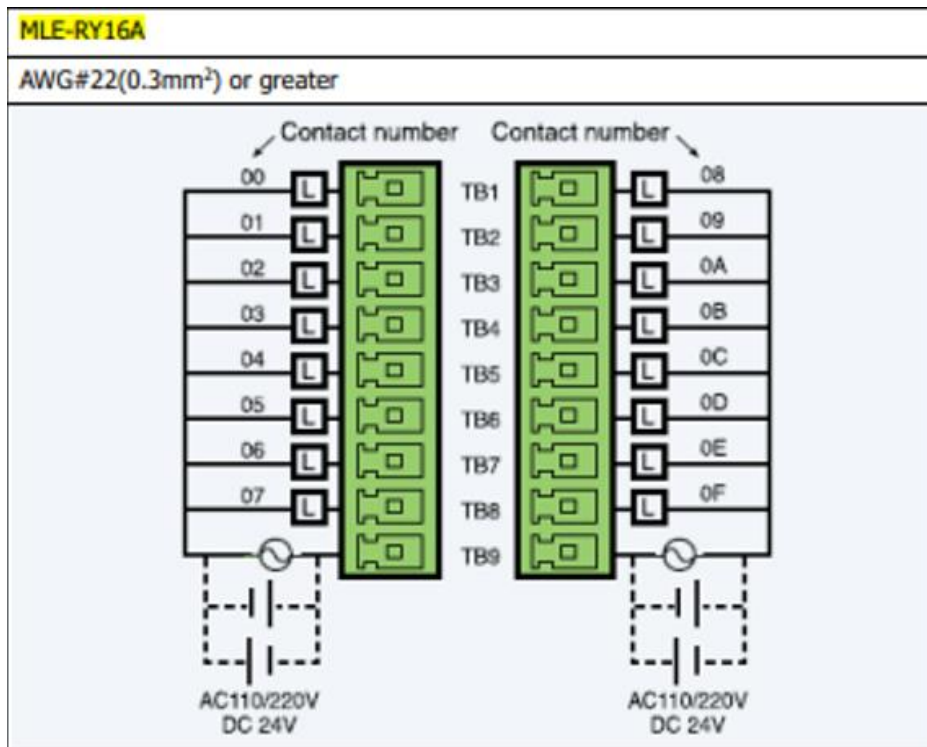 MLE-RY16A
AWG#22(0.3mm²) or greater
Contact number Contact number
00 L TB1 L 08
01 L TB2 L 09
02 L TB3 L 0A
03 L TB4 L 0B
04 L TB5 L 0C
05 L TB6 L 0D
06 L TB7 L 0E
07 L TB8 L 0F
TB9
AC110/220V AC110/220V
DC 24V DC 24V